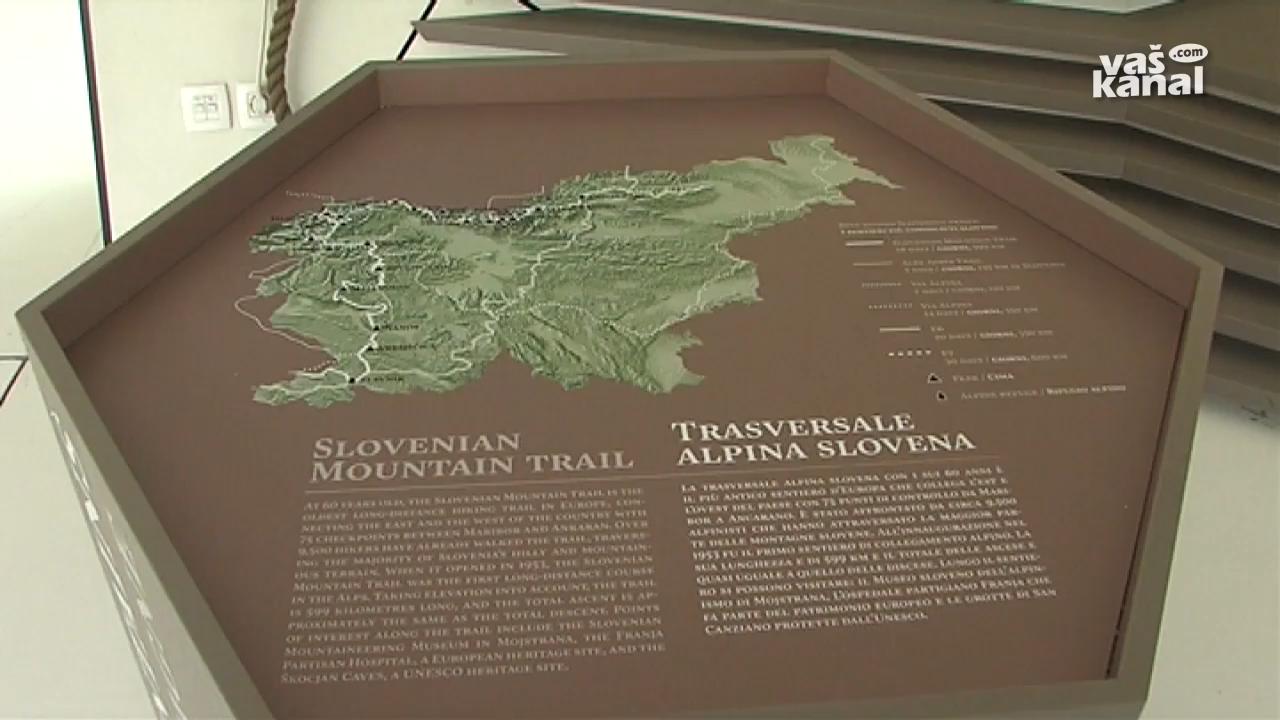 vaš
kanal
.com
SLOVENIAN MOUNTAIN TRAIL
ALPINE REFUGE / RIFUGIO ALPINO
PEAK / CIMA
SLAVNIK
SLOVENIAN
MOUNTAIN TRAIL
AT 60 YEARS OLD, THE SLOVENIAN MOUNTAIN TRAIL IS THE
OLDEST LONG-DISTANCE HIKING TRAIL IN EUROPE, CON-
NECTING THE EAST AND THE WEST OF THE COUNTRY WITH
75 CHECKPOINTS BETWEEN MARIBOR AND ANKARAN. OVER
9,500 HIKERS HAVE ALREADY WALKED THE TRAIL, TRAVERS-
ING THE MAJORITY OF SLOVENIA'S HILLY AND MOUNTAIN-
OUS TERRAIN. WHEN IT OPENED IN 1953, THE SLOVENIAN
MOUNTAIN TRAIL WAS THE FIRST LONG-DISTANCE COURSE
IN THE ALPS. TAKING ELEVATION INTO ACCOUNT, THE TRAIL
IS 599 KILOMETRES LONG, AND THE TOTAL ASCENT IS AP-
PROXIMATELY THE SAME AS THE TOTAL DESCENT. POINTS
OF INTEREST ALONG THE TRAIL INCLUDE THE SLOVENIAN
MOUNTAINEERING MUSEUM IN MOJSTRANA, THE FRANJA
PARTISAN HOSPITAL, A EUROPEAN HERITAGE SITE, AND THE
ŠKOCJAN CAVES, A UNESCO HERITAGE SITE.
TRASVERSALE
ALPINA SLOVENA
LA TRASVERSALE ALPINA SLOVENA CON I SUI 60 ANNI È
IL PIÙ ANTICO SENTIERO D'EUROPA CHE COLLEGA L'EST E
L'OVEST DEL PAESE CON 75 PUNTI DI CONTROLLO DA MARI-
BOR A ANCARANO. È STATO AFFRONTATO DA CIRCA 9.500
ALPINISTI CHE HANNO ATTRAVERSATO LA MAGGIOR PAR-
TE DELLE MONTAGNE SLOVENE. ALL'INAUGURAZIONE NEL
1953 FU IL PRIMO SENTIERO DI COLLEGAMENTO ALPINO. LA
SUA LUNGHEZZA È DI 599 KM E IL TOTALE DELLE ASCESE È
QUASI UGUALE A QUELLO DELLE DISCESE. LUNGO IL SENTIE-
RO SI POSSONO VISITARE: IL MUSEO SLOVENO DELL'ALPIN-
ISMO DI MOJSTRANA, L'OSPEDALE PARTIGIANO FRANJA CHE
FA PARTE DEL PATRIMONIO EUROPEO E LE GROTTE DI SAN
CANZIANO PROTETTE DALL'UNESCO.